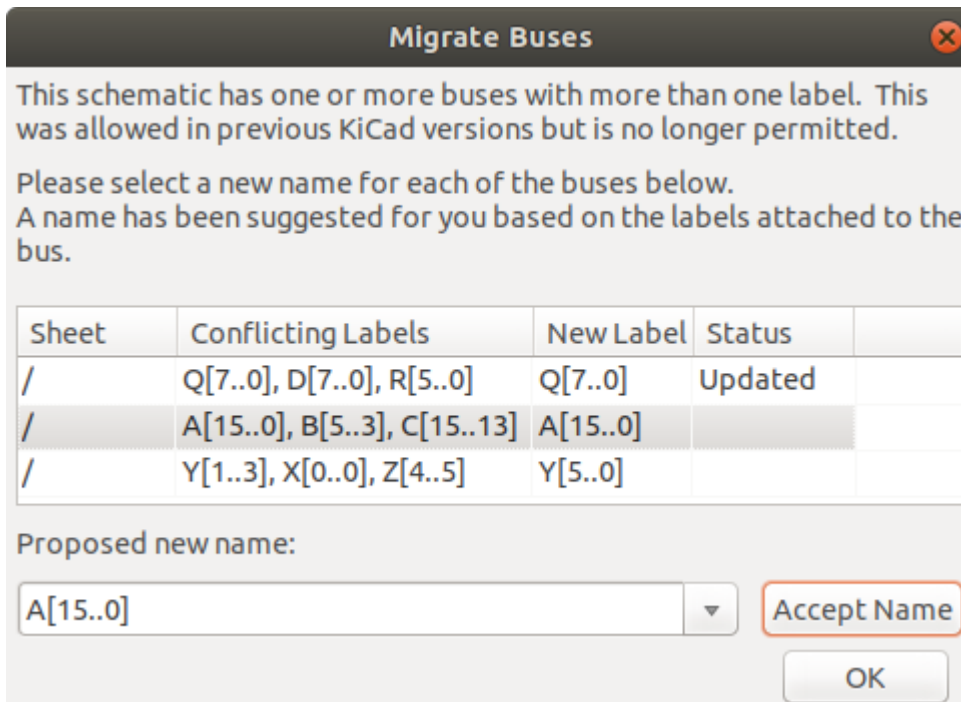 Migrate Buses
This schematic has one or more buses with more than one label.  This
was allowed in previous KiCad versions but is no longer permitted.
Please select a new name for each of the buses below.
A name has been suggested for you based on the labels attached to the
bus.
Sheet Conflicting Labels New Label Status
/ Q[7..0], D[7..0], R[5..0] Q[7..0] Updated
/ A[15..0], B[5..3], C[15..13] A[15..0]
/ Y[1..3], X[0..0], Z[4..5] Y[5..0]
Proposed new name:
A[15..0] Accept Name
OK